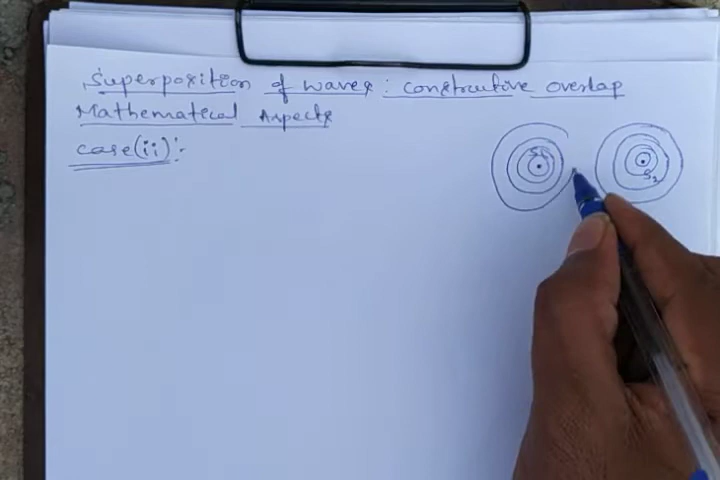 Superposition of waves : constructive overlap
Mathematical Aspects
case(ii):-
S1
S2